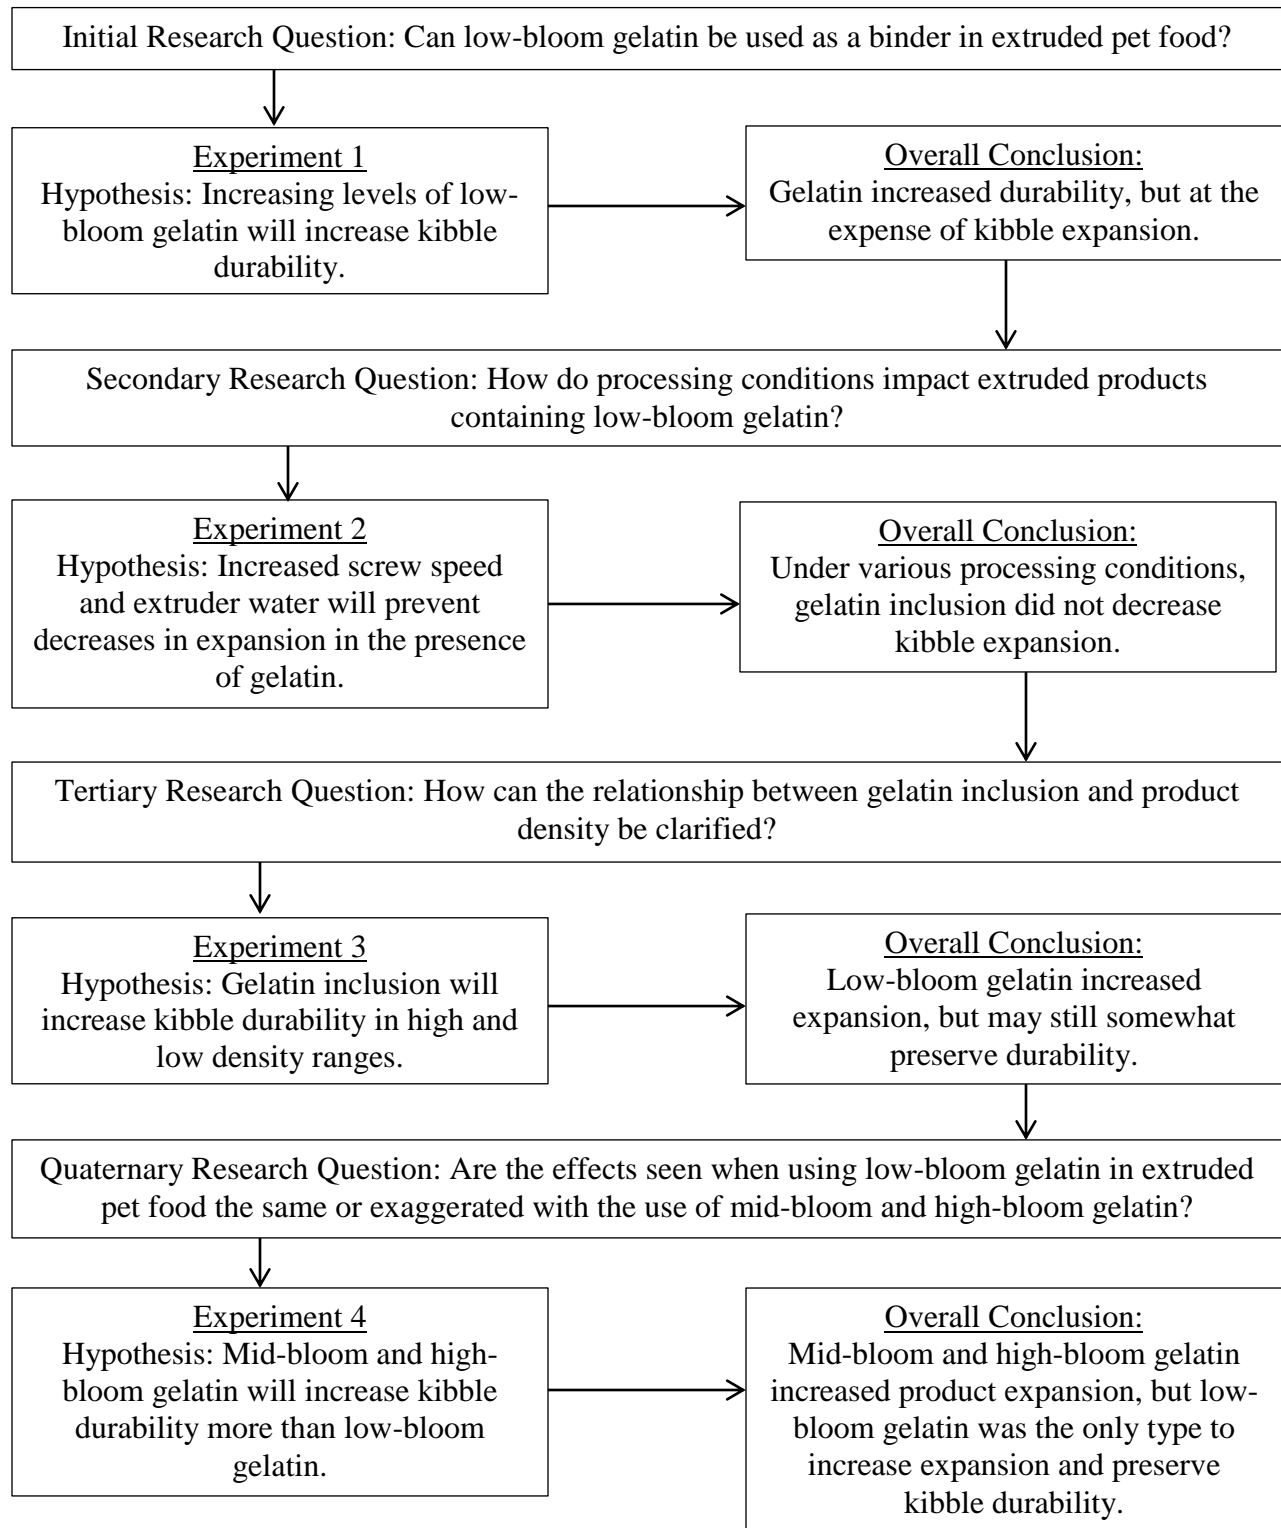 Initial Research Question: Can low-bloom gelatin be used as a binder in extruded pet food?
Experiment 1
Hypothesis: Increasing levels of low-
bloom gelatin will increase kibble
durability.
Overall Conclusion:
Gelatin increased durability, but at the
expense of kibble expansion.
Secondary Research Question: How do processing conditions impact extruded products
containing low-bloom gelatin?
Experiment 2
Hypothesis: Increased screw speed
and extruder water will prevent
decreases in expansion in the presence
of gelatin.
Overall Conclusion:
Under various processing conditions,
gelatin inclusion did not decrease
kibble expansion.
Tertiary Research Question: How can the relationship between gelatin inclusion and product
density be clarified?
Experiment 3
Hypothesis: Gelatin inclusion will
increase kibble durability in high and
low density ranges.
Overall Conclusion:
Low-bloom gelatin increased
expansion, but may still somewhat
preserve durability.
Quaternary Research Question: Are the effects seen when using low-bloom gelatin in extruded
pet food the same or exaggerated with the use of mid-bloom and high-bloom gelatin?
Experiment 4
Hypothesis: Mid-bloom and high-
bloom gelatin will increase kibble
durability more than low-bloom
gelatin.
Overall Conclusion:
Mid-bloom and high-bloom gelatin
increased product expansion, but low-
bloom gelatin was the only type to
increase expansion and preserve
kibble durability.